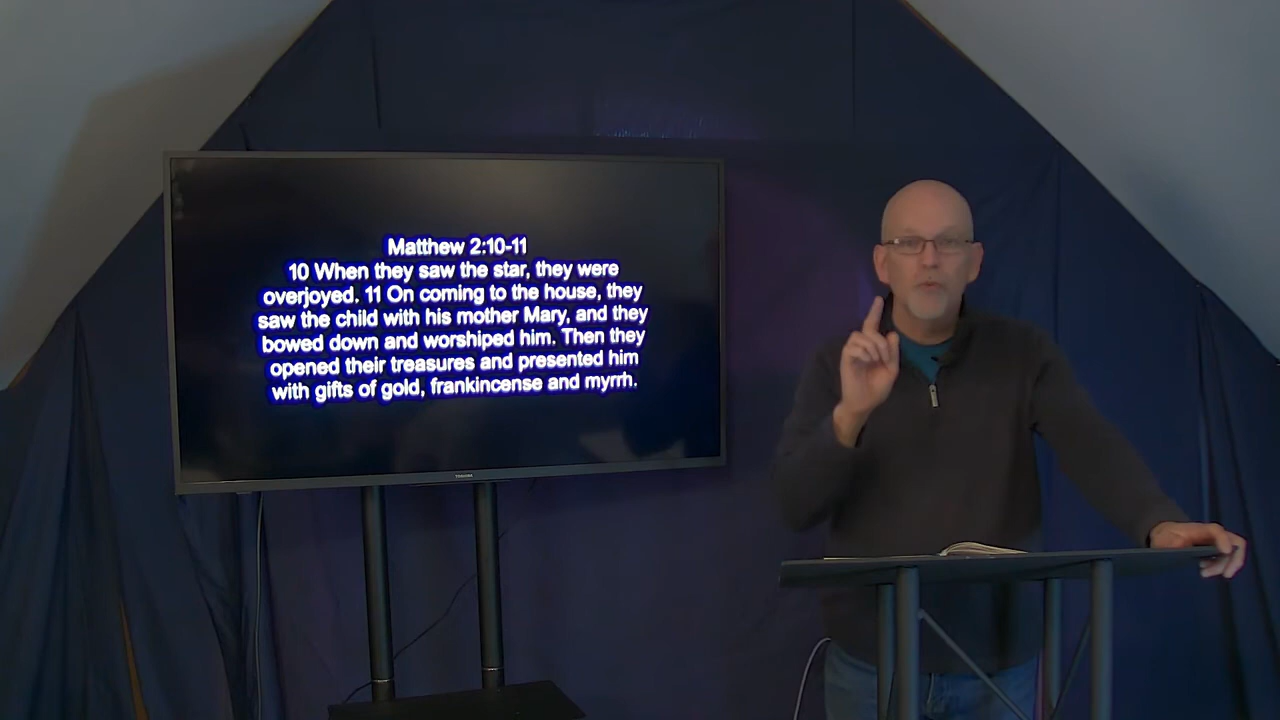 Matthew 2:10-11
10 When they saw the star, they were
overjoyed. 11 On coming to the house, they
saw the child with his mother Mary, and they
bowed down and worshiped him. Then they
opened their treasures and presented him
with gifts of gold, frankincense and myrrh.
TOSHIBA